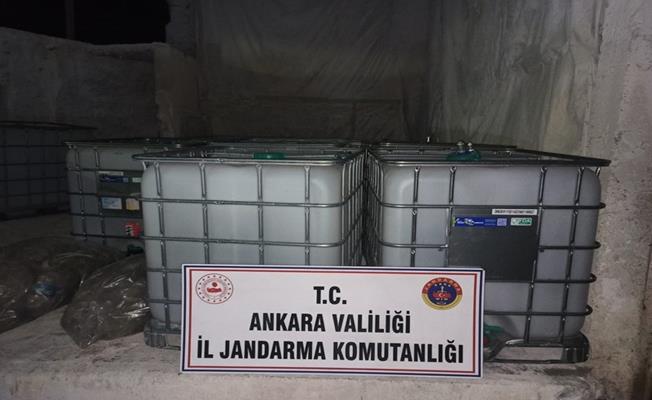 T.C.
ANKARA VALİLİĞİ
İL JANDARMA KOMUTANLIĞI